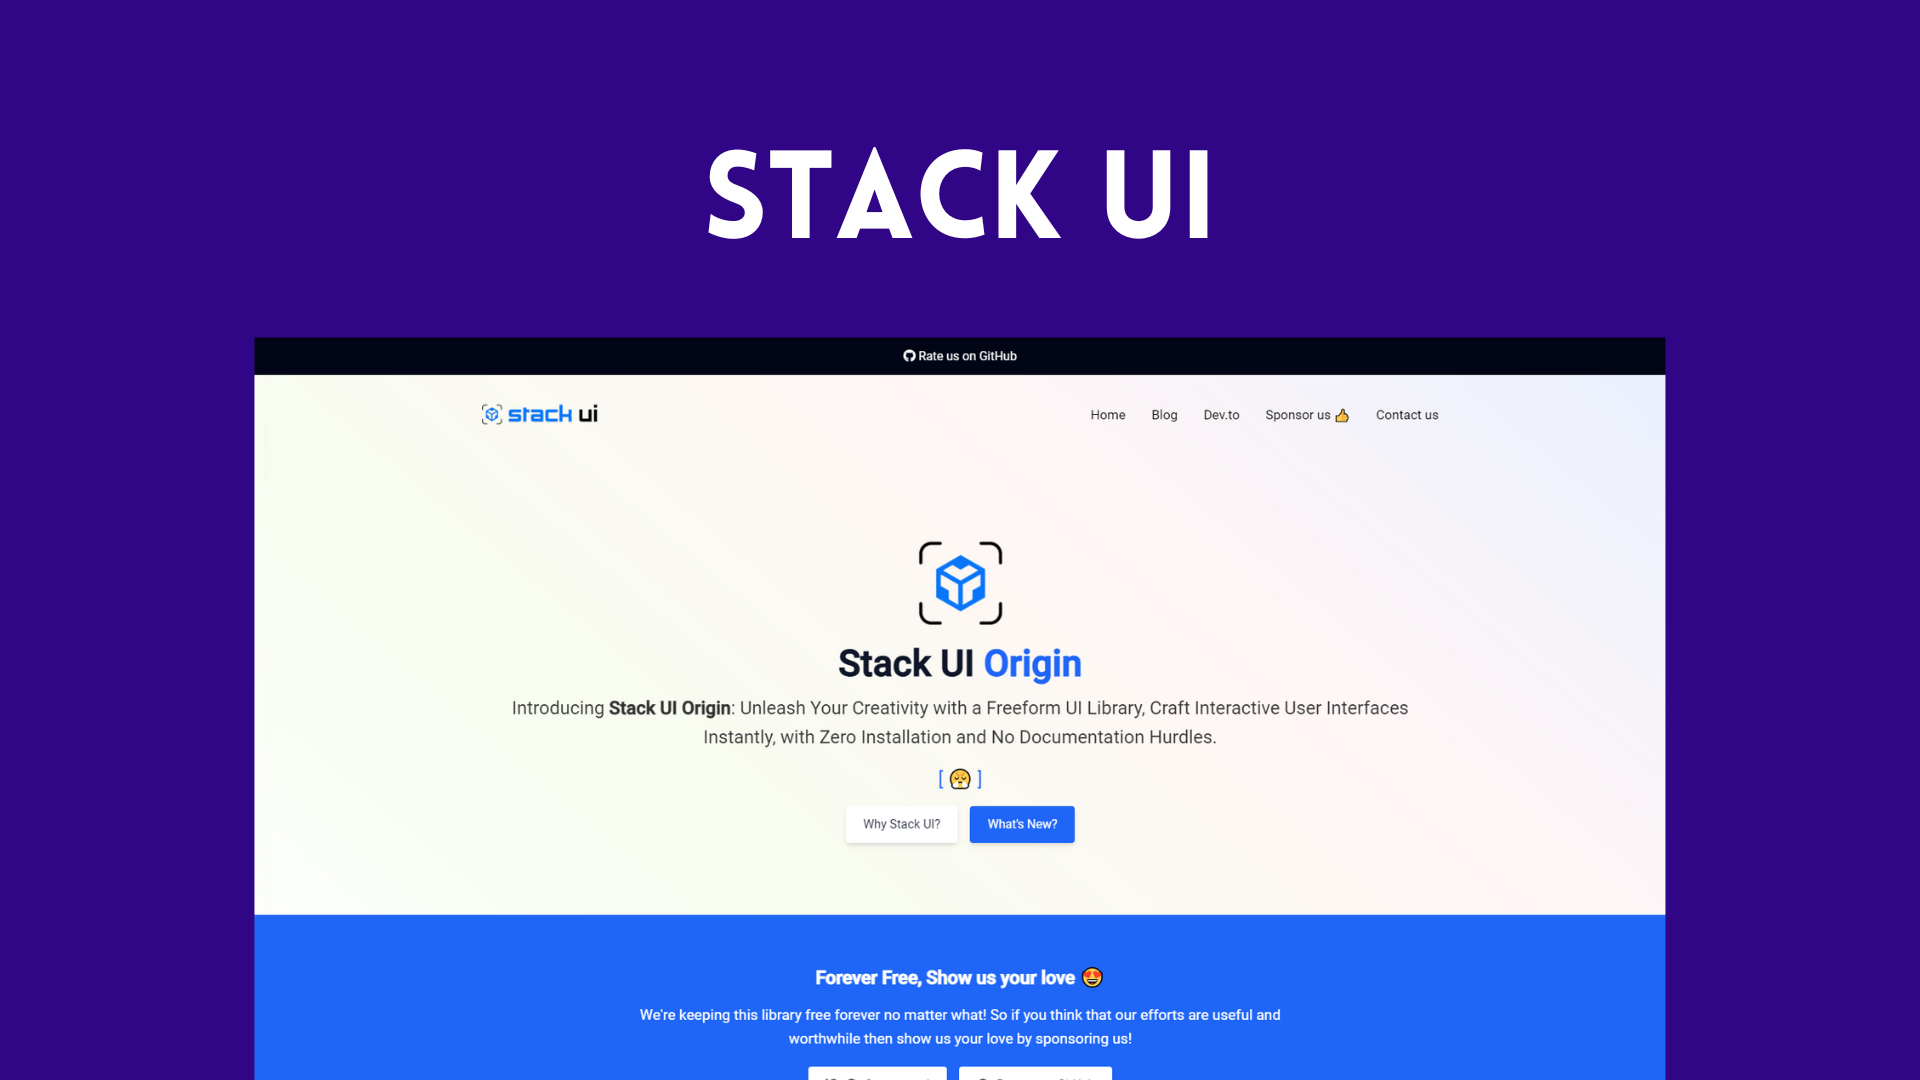 STACK UI
Rate us on GitHub
stack ui
Home Blog Dev.to Sponsor us 👍 Contact us
Stack UI Origin
Introducing Stack UI Origin: Unleash Your Creativity with a Freeform UI Library, Craft Interactive User Interfaces
Instantly, with Zero Installation and No Documentation Hurdles.
[ 😮‍💨 ]
Why Stack UI? What's New?
Forever Free, Show us your love 😍
We're keeping this library free forever no matter what! So if you think that our efforts are useful and
worthwhile then show us your love by sponsoring us!